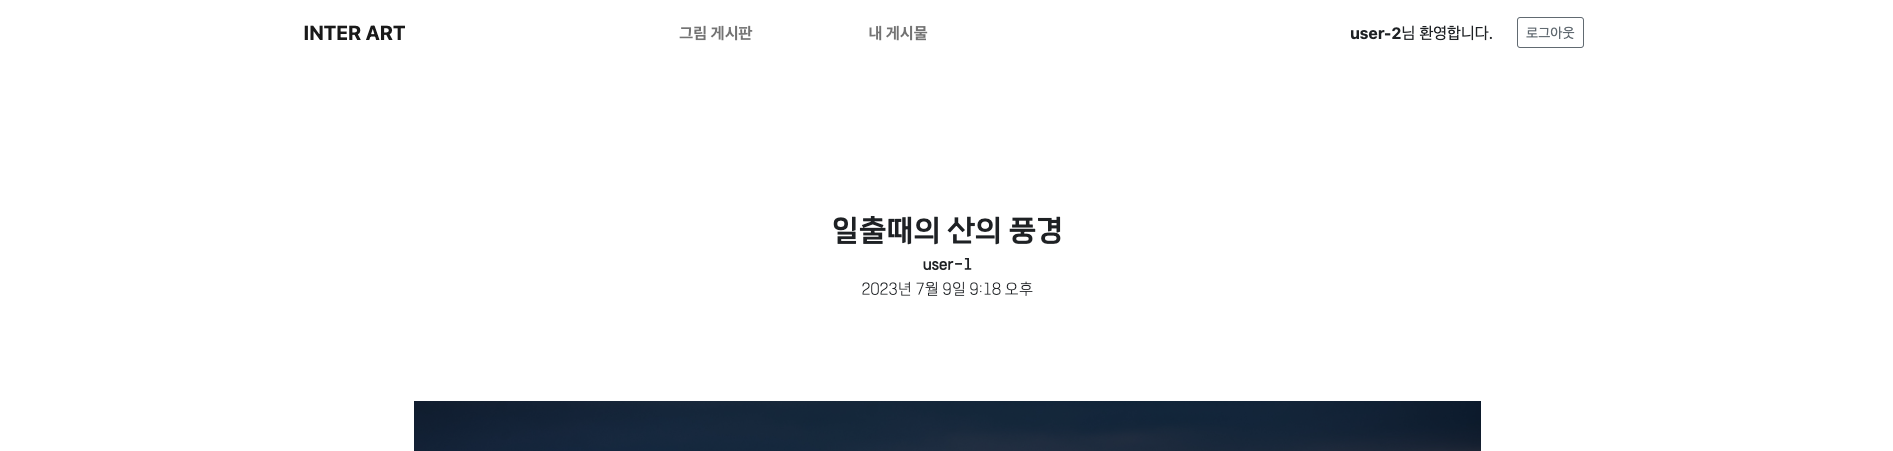 INTER ART 그림 게시판 내 게시물 user-2님 환영합니다. 로그아웃
일출때의 산의 풍경
user-1
2023년 7월 9일 9:18 오후